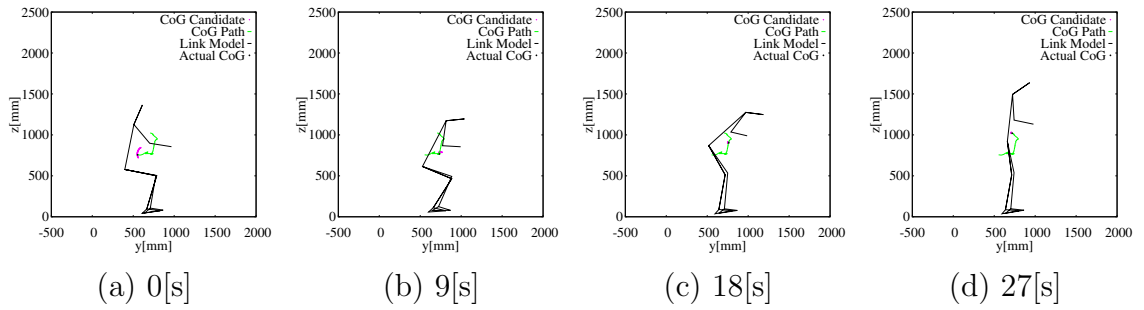 2500
2000
1500
1000
500
0
z[mm]
-500 0 500 1000 1500 2000
y[mm]
CoG Candidate
CoG Path
Link Model
Actual CoG
(a) 0[s]
2500
2000
1500
1000
500
0
z[mm]
-500 0 500 1000 1500 2000
y[mm]
CoG Candidate
CoG Path
Link Model
Actual CoG
(b) 9[s]
2500
2000
1500
1000
500
0
z[mm]
-500 0 500 1000 1500 2000
y[mm]
CoG Candidate
CoG Path
Link Model
Actual CoG
(c) 18[s]
2500
2000
1500
1000
500
0
z[mm]
-500 0 500 1000 1500 2000
y[mm]
CoG Candidate
CoG Path
Link Model
Actual CoG
(d) 27[s]